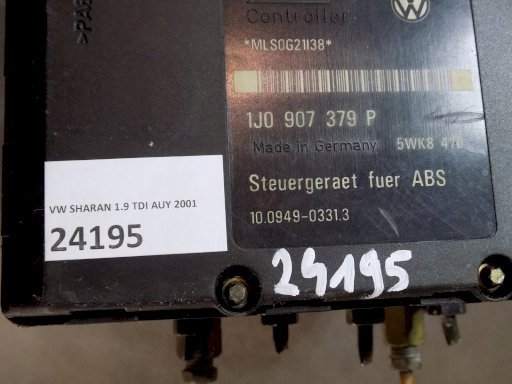 Controller
*MLS0G21138*
1J0 907 379 P
Made in Germany 5WK8 476
Steuergeraet fuer ABS
10.0949-0331.3
VW SHARAN 1.9 TDI AUY 2001
24195
24195